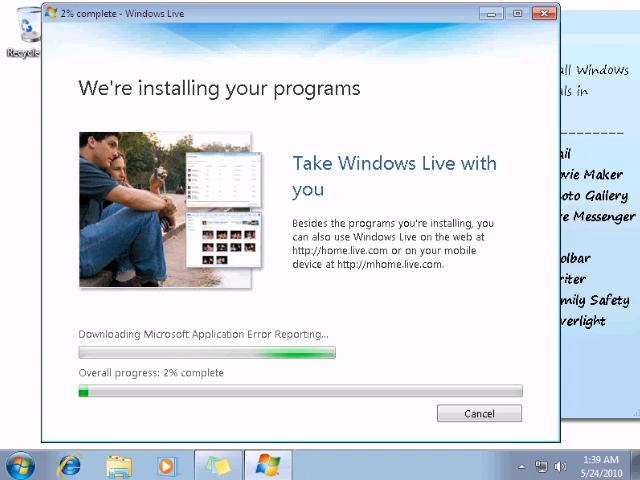 2% complete - Windows Live
Recycle
We're installing your programs
Take Windows Live with
you
Besides the programs you're installing, you
can also use Windows Live on the web at
http://home.live.com or on your mobile
device at http://mhome.live.com.
Downloading Microsoft Application Error Reporting...
Overall progress: 2% complete
Cancel
all Windows
als in
ail
ovie Maker
oto Gallery
e Messenger
olbar
riter
mily Safety
verlight
1:39 AM
5/24/2010